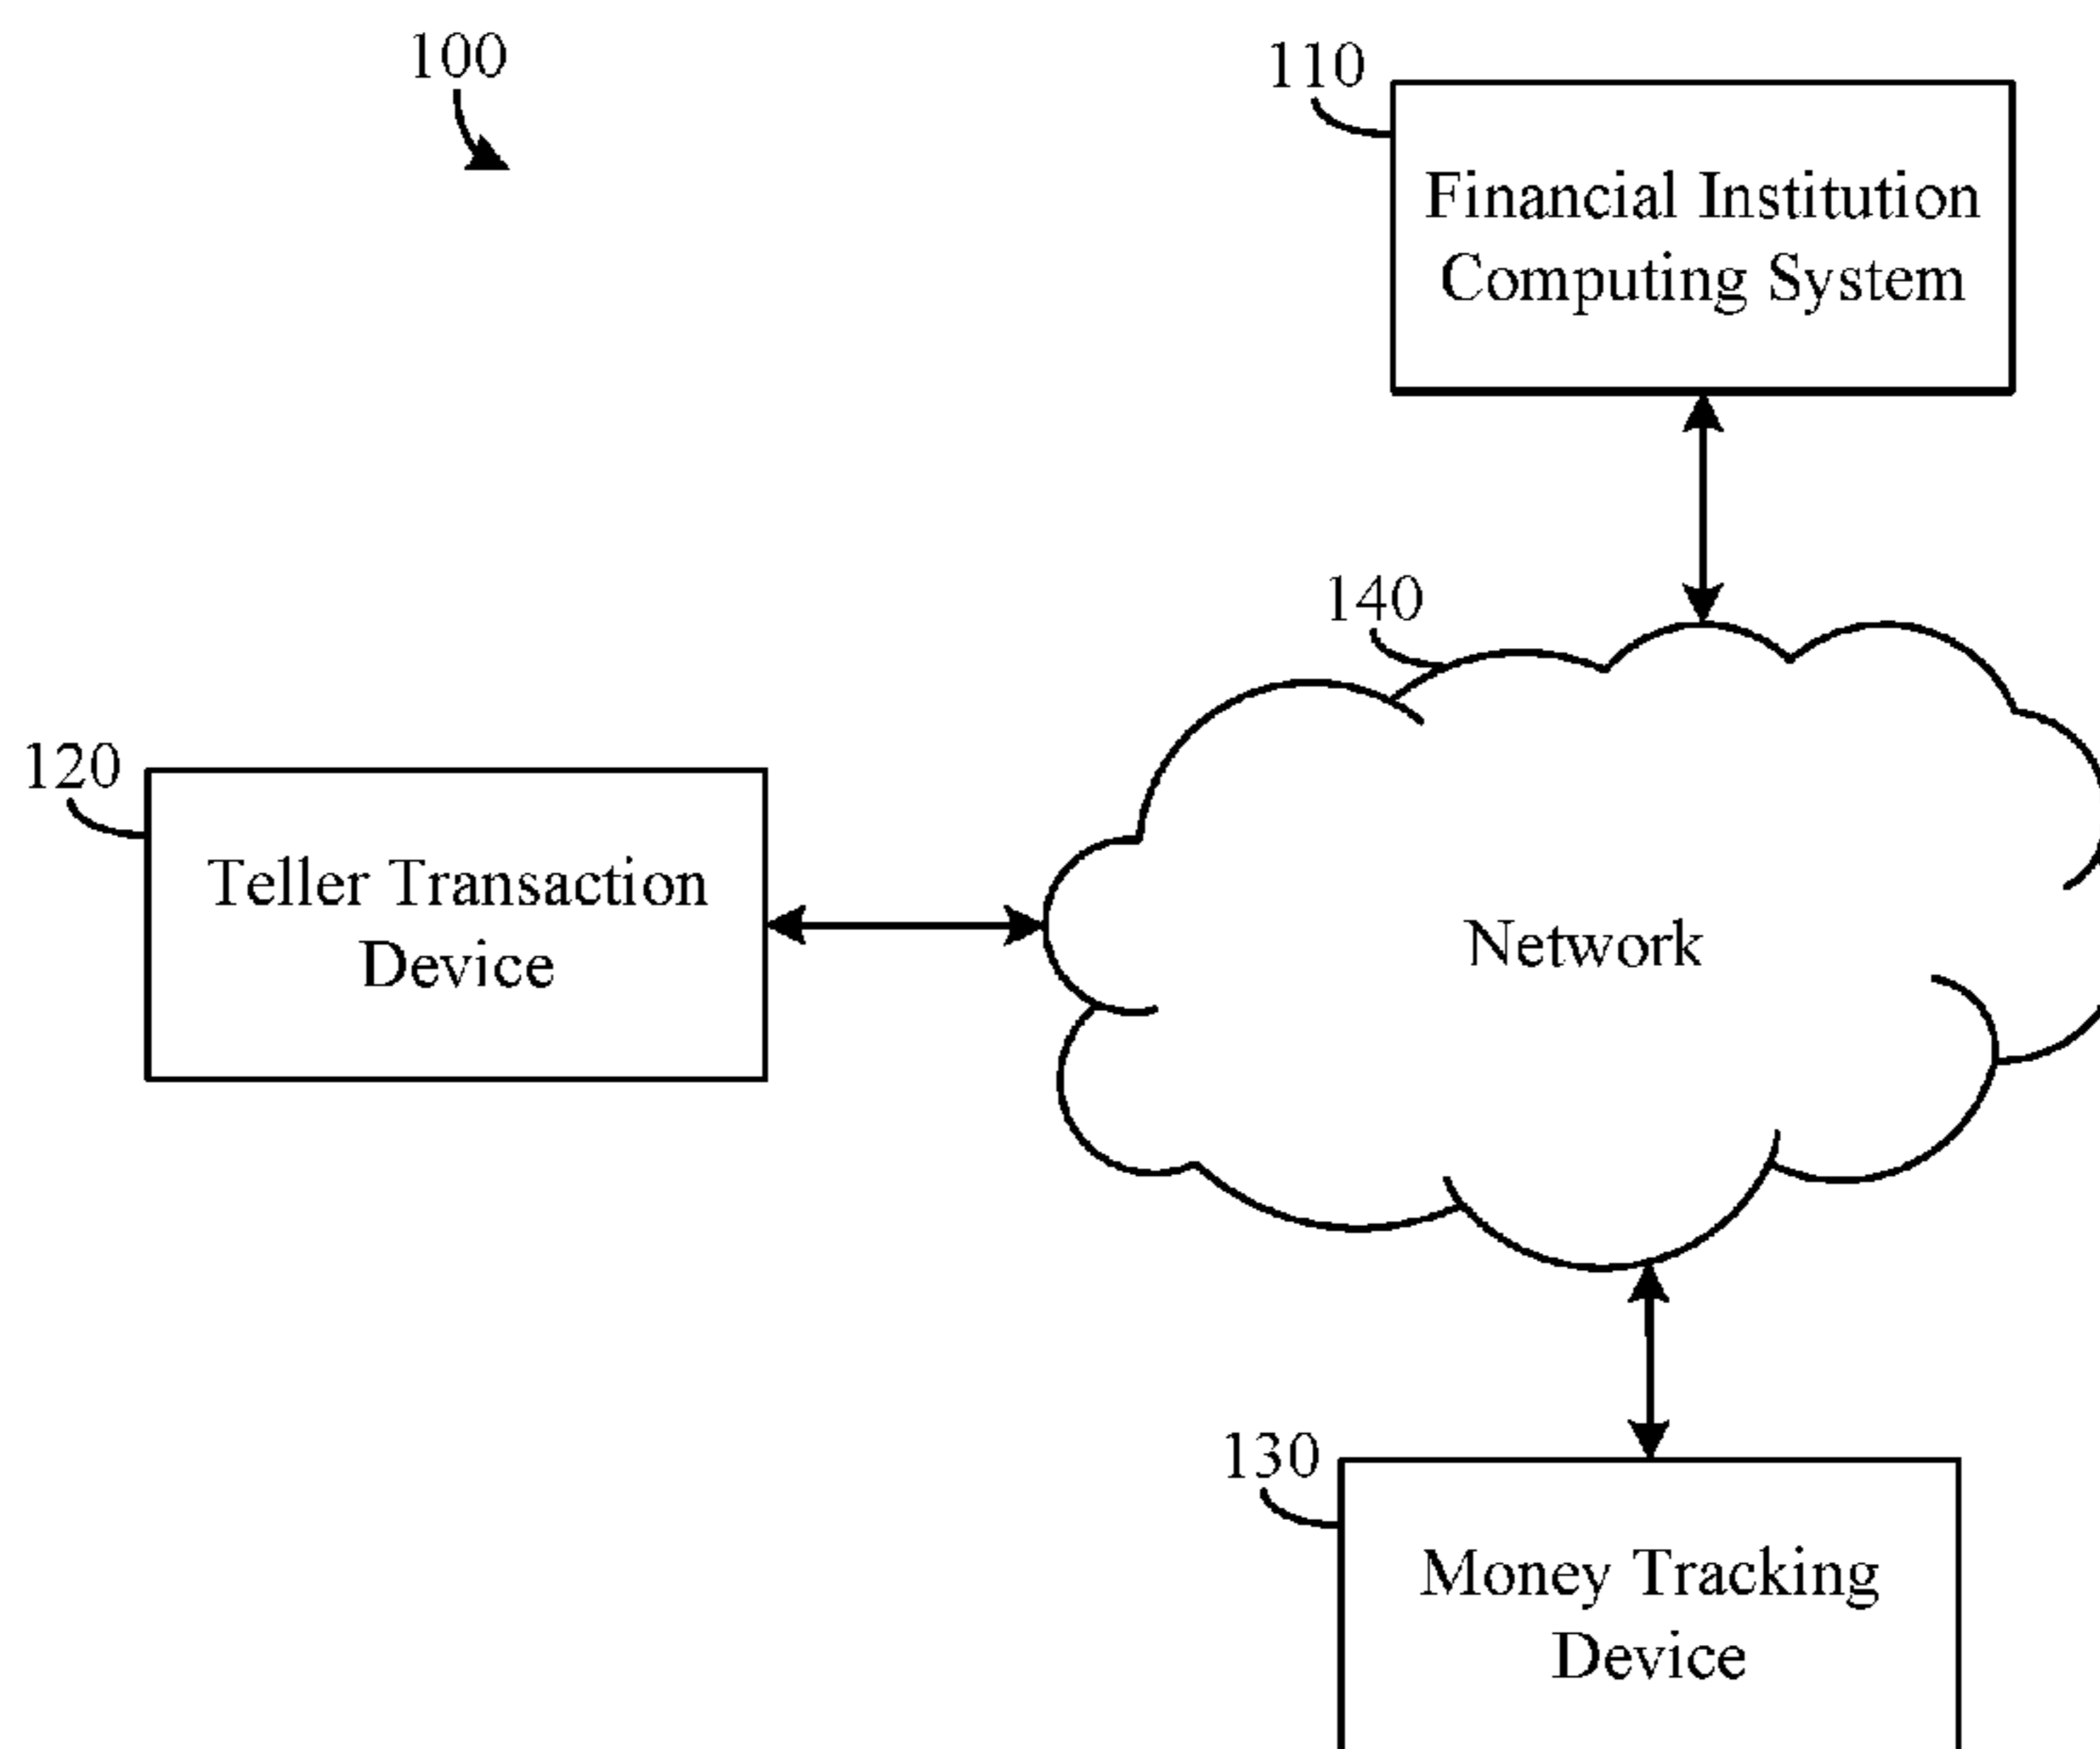 100
110
Financial Institution
Computing System
140
120
Teller Transaction
Device
Network
130
Money Tracking
Device